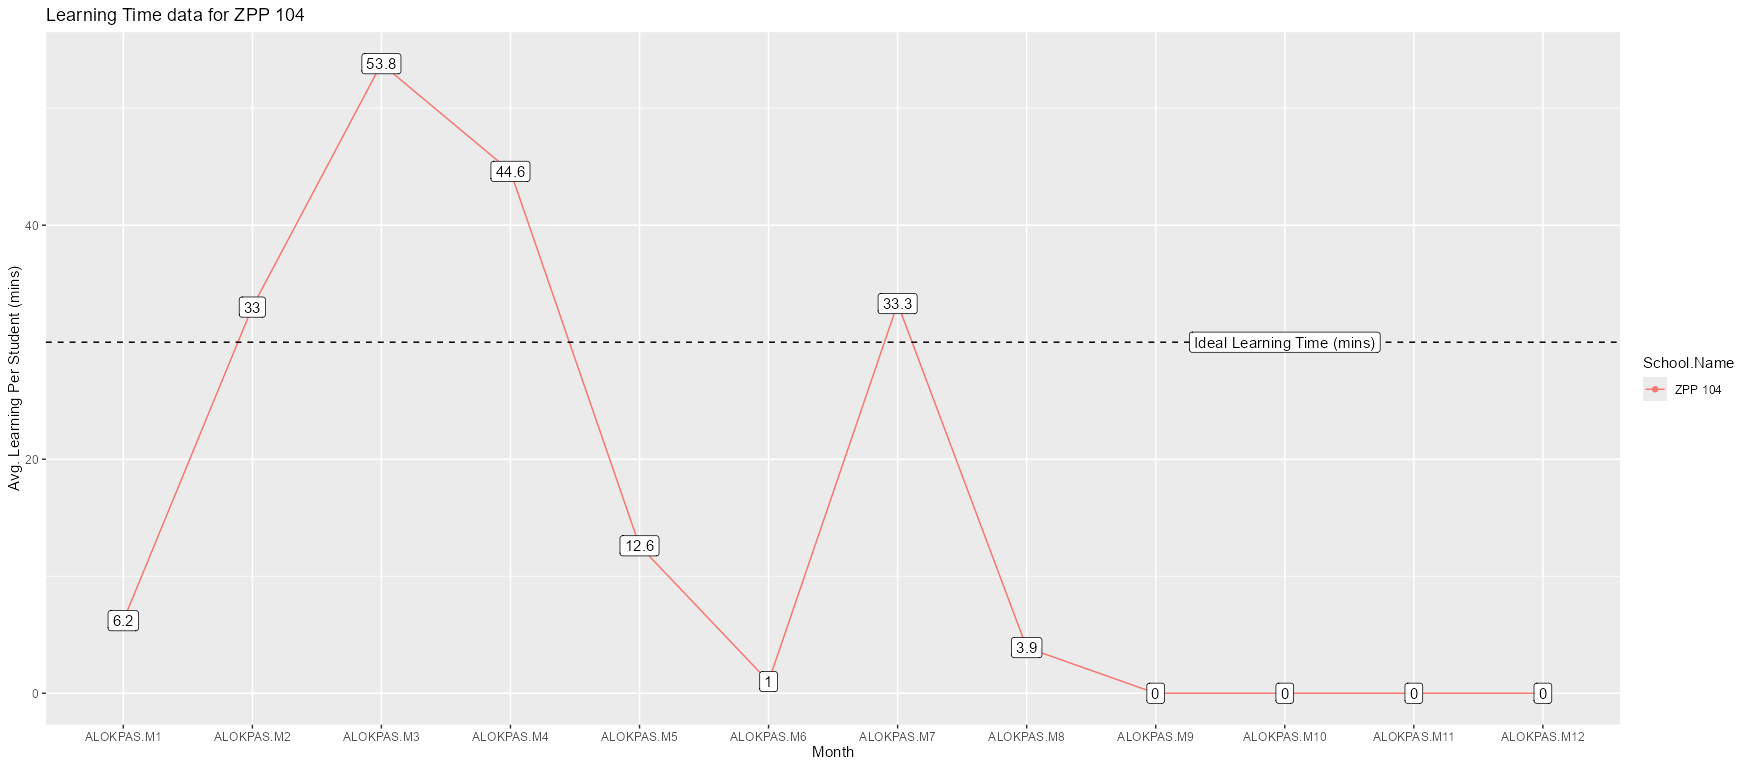 Learning Time data for ZPP 104
Avg. Learning Per Student (mins)
40
20
0
6.2
33
53.8
44.6
12.6
1
33.3
3.9
0
0
0
0
Ideal Learning Time (mins)
ALOKPAS.M1
ALOKPAS.M2
ALOKPAS.M3
ALOKPAS.M4
ALOKPAS.M5
ALOKPAS.M6
ALOKPAS.M7
ALOKPAS.M8
ALOKPAS.M9
ALOKPAS.M10
ALOKPAS.M11
ALOKPAS.M12
Month
School.Name
ZPP 104